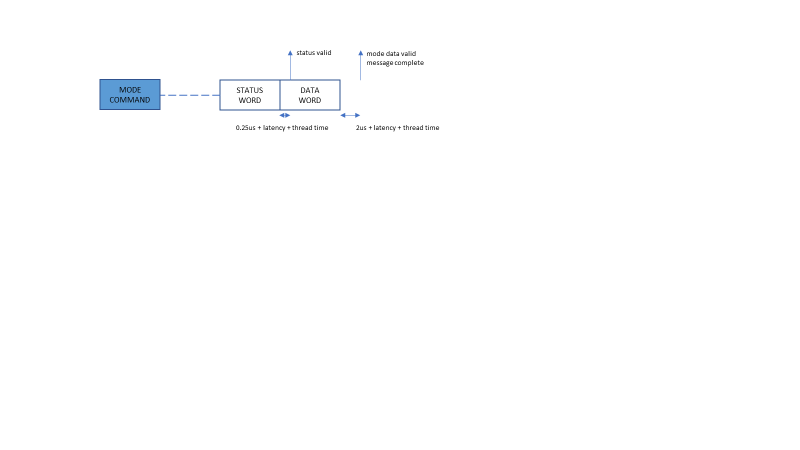 status valid
mode data valid
message complete
MODE
COMMAND
STATUS
WORD
DATA
WORD
0.25us + latency + thread time
2us + latency + thread time